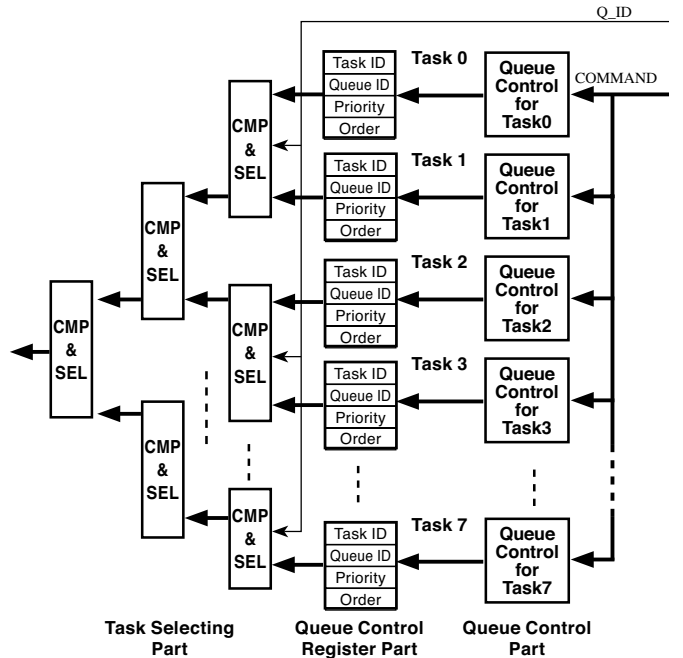 Q_ID
COMMAND
Task 0
Task ID
Queue ID
Priority
Order
Queue
Control
for
Task0
Task 1
Task ID
Queue ID
Priority
Order
Queue
Control
for
Task1
Task 2
Task ID
Queue ID
Priority
Order
Queue
Control
for
Task2
Task 3
Task ID
Queue ID
Priority
Order
Queue
Control
for
Task3
Task 7
Task ID
Queue ID
Priority
Order
Queue
Control
for
Task7
CMP
&
SEL
CMP
&
SEL
CMP
&
SEL
CMP
&
SEL
CMP
&
SEL
CMP
&
SEL
Task Selecting
Part
Queue Control
Register Part
Queue Control
Part